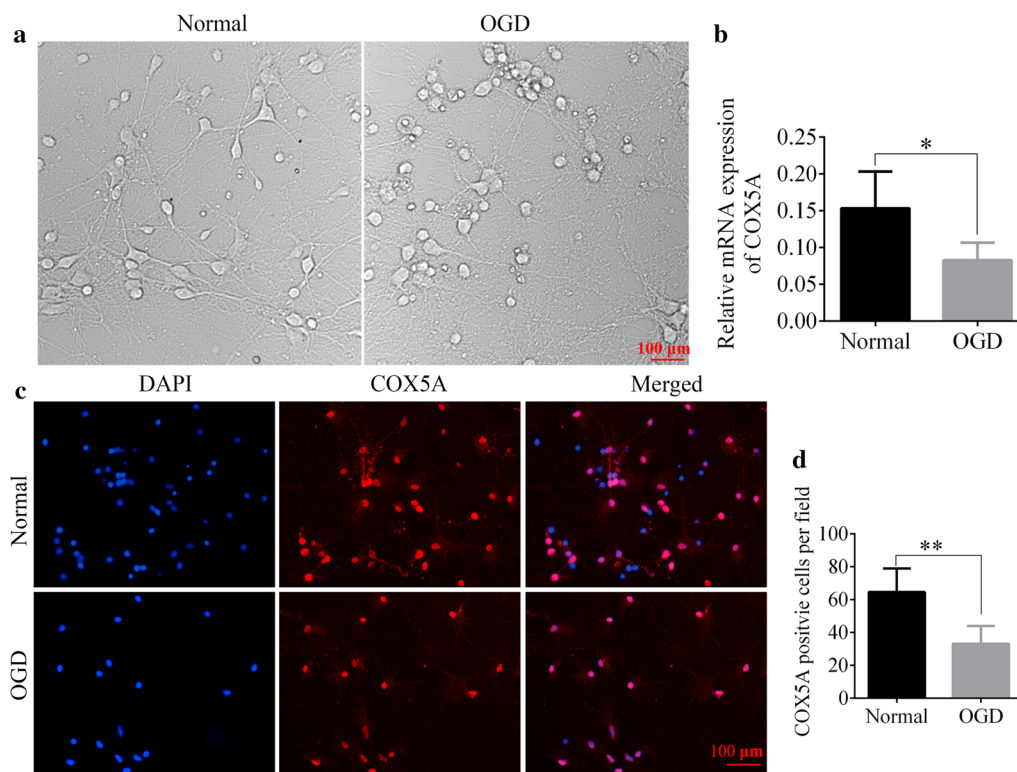 a
Normal
OGD
100 µm
b
Relative mRNA expression
of COX5A
0.25
0.20
0.15
0.10
0.05
0.00
*
Normal
OGD
c
DAPI
COX5A
Merged
Normal
OGD
100 µm
d
COX5A positvie cells per field
100
80
60
40
20
0
**
Normal
OGD